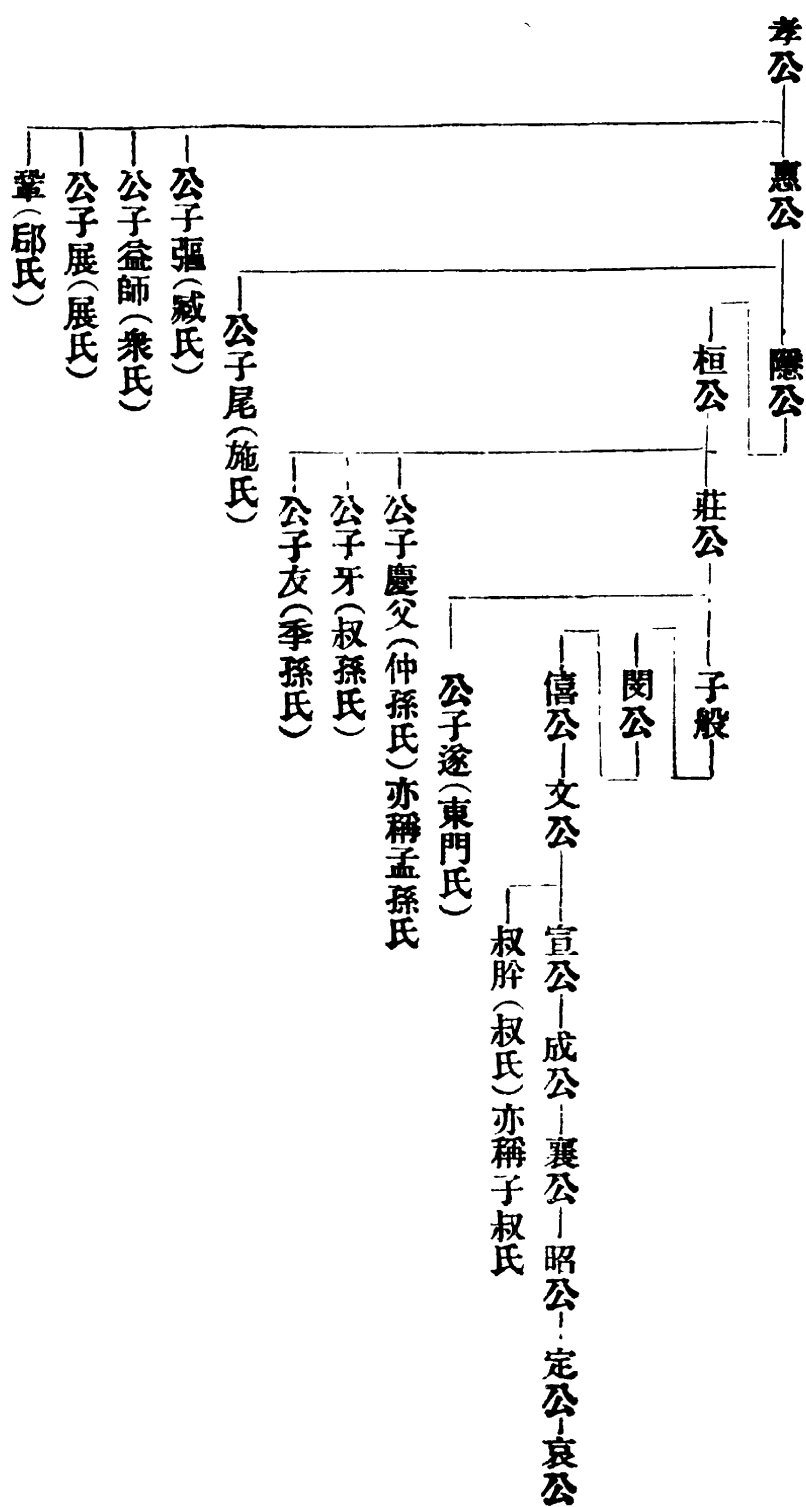 孝公
惠公
隱公
桓公
莊公
子般
閔公
僖公
文公
宣公
成公
襄公
昭公
定公
哀公
叔肸(叔氏)亦稱子叔氏
公子遂(東門氏)
公子慶父(仲孫氏)亦稱孟孫氏
公子牙(叔孫氏)
公子友(季孫氏)
公子尾(施氏)
公子彄(臧氏)
公子益師(衆氏)
公子展(展氏)
鞏(郈氏)